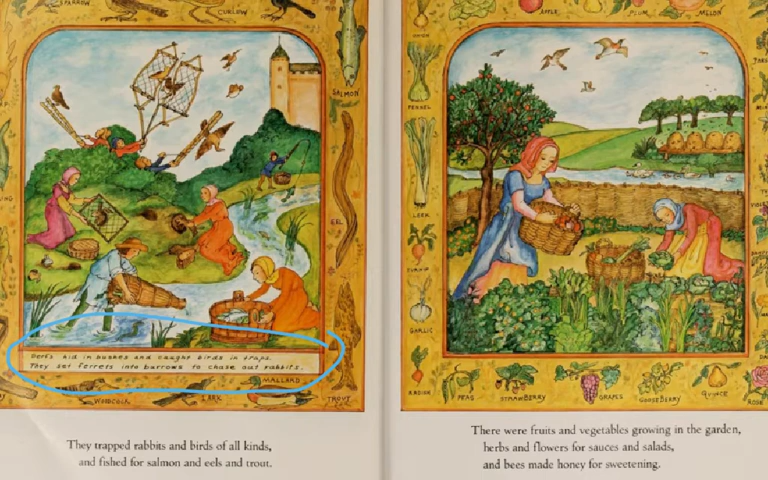 SPARROW
CURLEW
SALMON
EEL
Serfs hid in bushes and caught birds in traps.
They set ferrets into burrows to chase out rabbits.
MALLARD
WOODCOCK
LARK
TROUT
They trapped rabbits and birds of all kinds,
and fished for salmon and eels and trout.
APPLE
PLUM
MELON
ONION
FENNEL
LEEK
TURNIP
GARLIC
RADISH
PEAS
STRAWBERRY
GRAPES
GOOSEBERRY
QUINCE
ROSE
There were fruits and vegetables growing in the garden,
herbs and flowers for sauces and salads,
and bees made honey for sweetening.